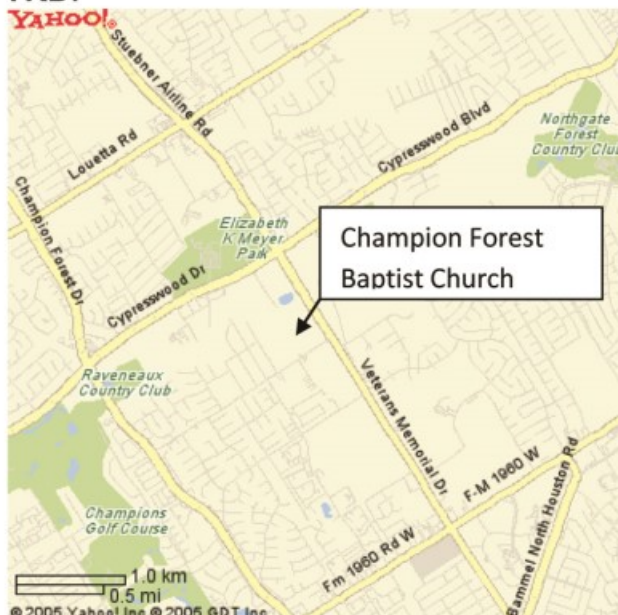 YAHOO!®
Stuebner Airline Rd
Louetta Rd
Cypresswood Blvd
Northgate
Forest
Country Club
Champion Forest Dr
Elizabeth
K Meyer
Park
Champion Forest
Baptist Church
Cypresswood Dr
Raveneaux
Country Club
Veterans Memorial Dr
F-M 1960 W
Bammel North Houston Rd
Champions
Golf Course
Fm 1960 Rd W
1.0 km
0.5 mi
©2005 Yahoo! Inc ©2005 GDT Inc